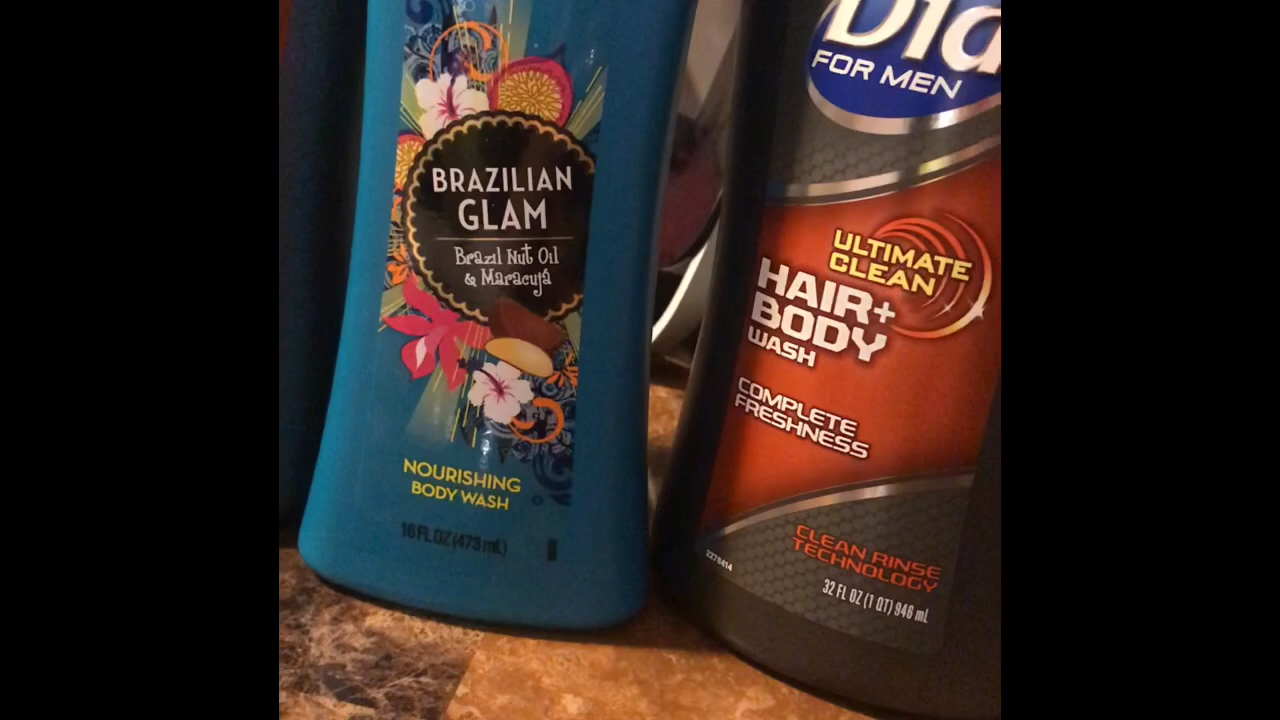 BRAZILIAN
GLAM
Brazil Nut Oil
& Maracujá
NOURISHING
BODY WASH
16 FL OZ (473 mL)
FOR MEN
ULTIMATE
CLEAN
HAIR+
BODY
WASH
COMPLETE
FRESHNESS
CLEAN RINSE
TECHNOLOGY
2276414
32 FL OZ (1 QT) 946 mL